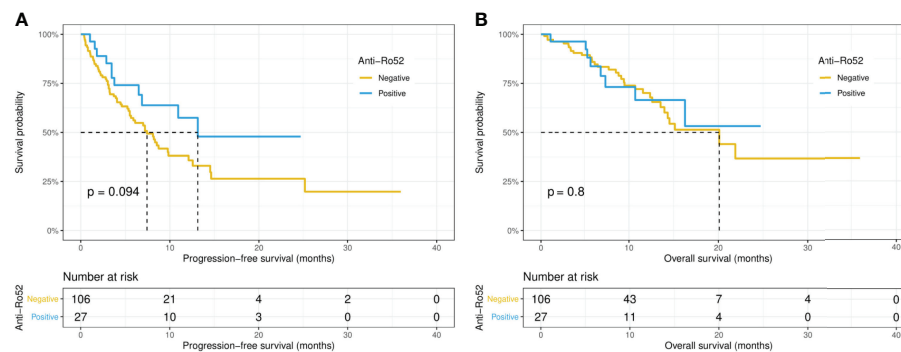 A
100%
75%
50%
25%
0%
Survival probability
Anti-Ro52
Negative
Positive
p = 0.094
0 10 20 30 40
Progression-free survival (months)
Number at risk
Anti-Ro52
Negative 106 21 4 2 0
Positive 27 10 3 0 0
0 10 20 30 40
Progression-free survival (months)
B
100%
75%
50%
25%
0%
Survival probability
Anti-Ro52
Negative
Positive
p = 0.8
0 10 20 30 40
Overall survival (months)
Number at risk
Anti-Ro52
Negative 106 43 7 4 0
Positive 27 11 4 0 0
0 10 20 30 40
Overall survival (months)